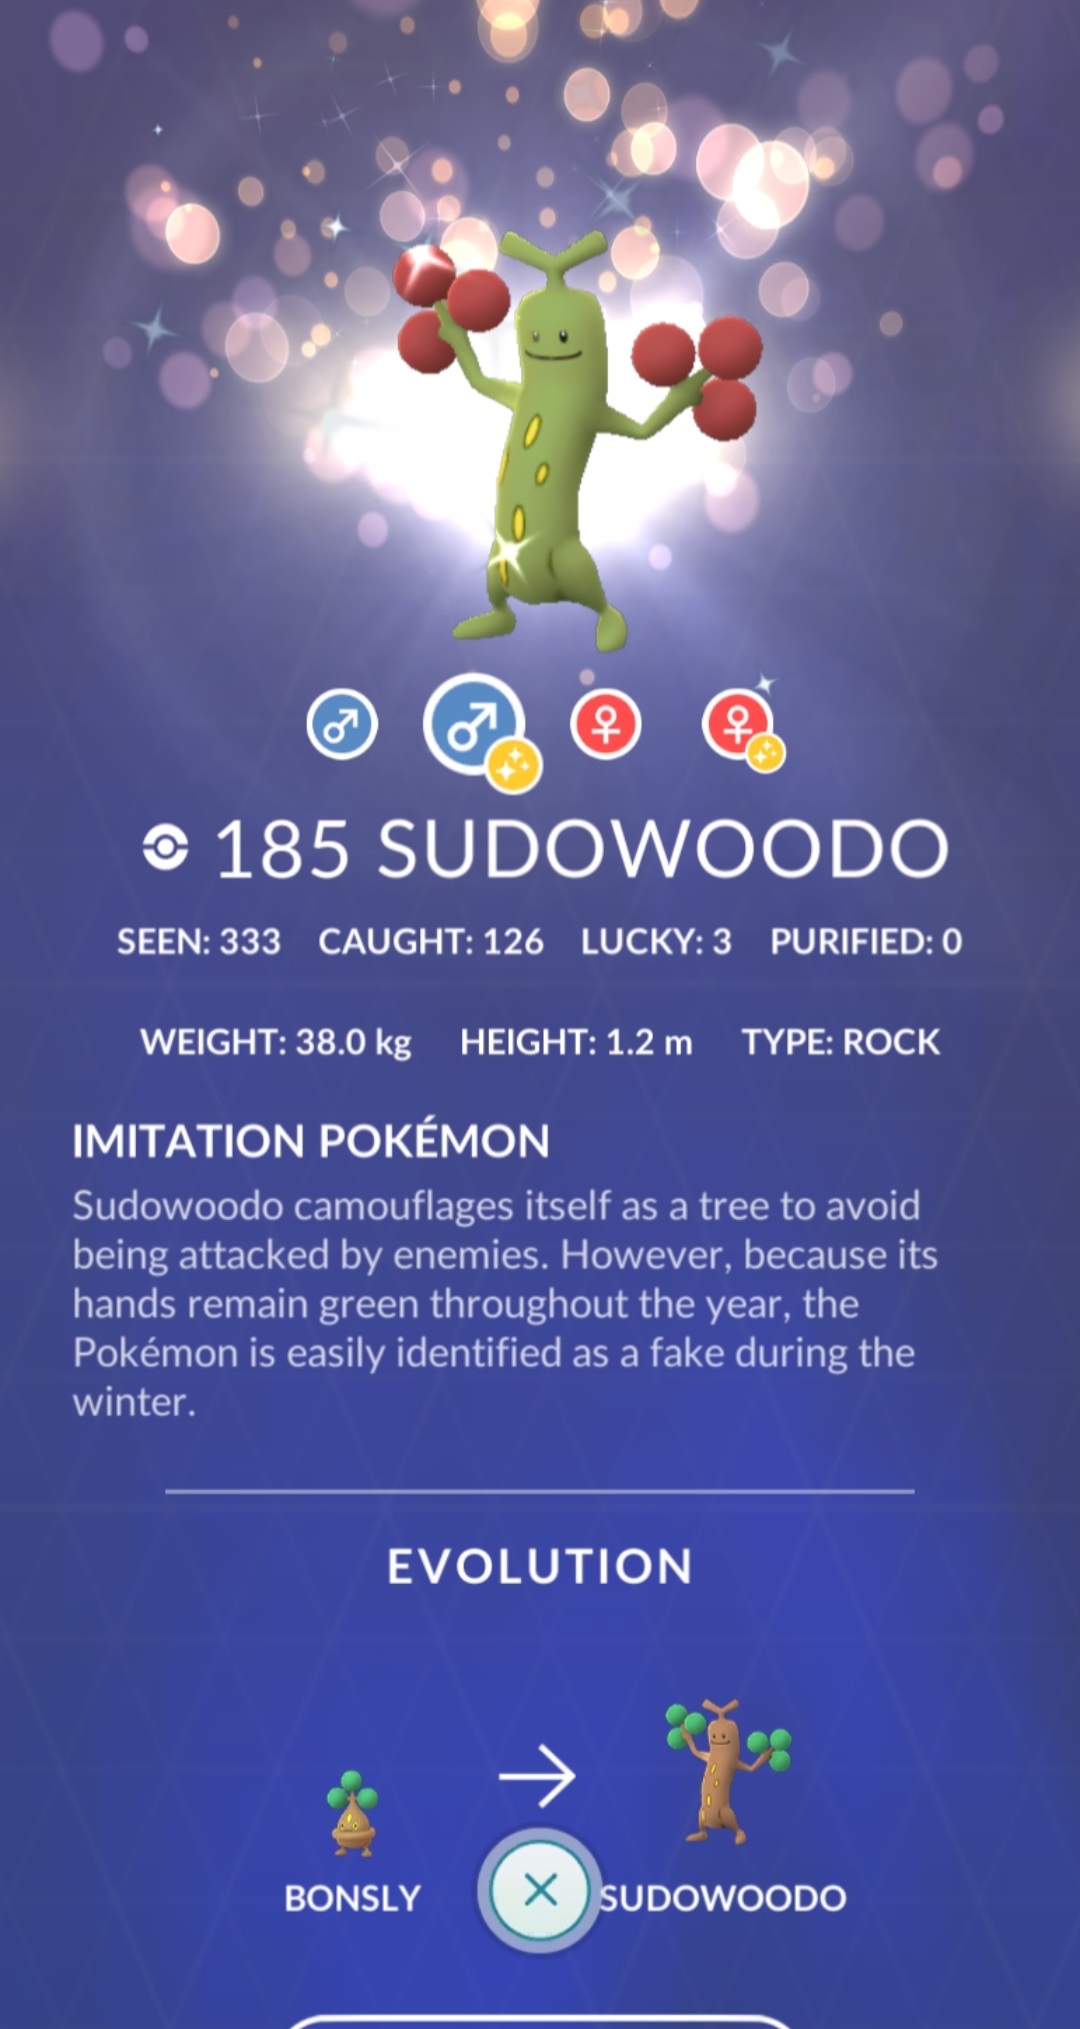 185 SUDOWOODO
SEEN: 333 CAUGHT: 126 LUCKY: 3 PURIFIED: 0
WEIGHT: 38.0 kg HEIGHT: 1.2 m TYPE: ROCK
IMITATION POKÉMON
Sudowoodo camouflages itself as a tree to avoid
being attacked by enemies. However, because its
hands remain green throughout the year, the
Pokémon is easily identified as a fake during the
winter.
EVOLUTION
BONSLY SUDOWOODO